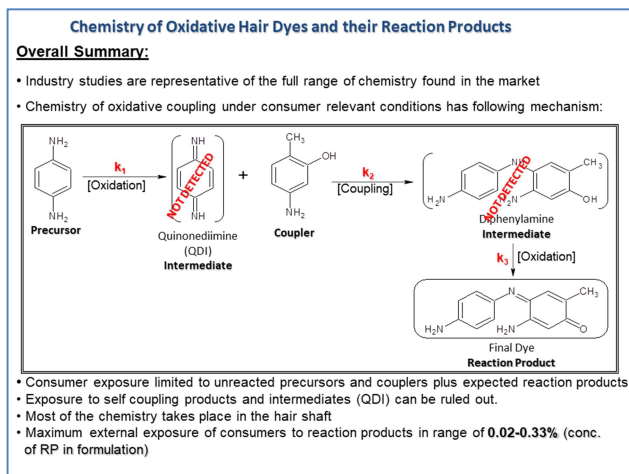 Chemistry of Oxidative Hair Dyes and their Reaction Products
Overall Summary:
• Industry studies are representative of the full range of chemistry found in the market
• Chemistry of oxidative coupling under consumer relevant conditions has following mechanism:
NH₂
NH₂
Precursor
k₁
[Oxidation]
NH
NH
NOT DETECTED
Quinonediimine
(QDI)
Intermediate
+
CH₃
OH
NH₂
Coupler
k₂
[Coupling]
NH
CH₃
H₂N
H₂N
OH
NOT DETECTED
Diphenylamine
Intermediate
k₃ [Oxidation]
N
CH₃
H₂N
H₂N
O
Final Dye
Reaction Product
• Consumer exposure limited to unreacted precursors and couplers plus expected reaction products
• Exposure to self coupling products and intermediates (QDI) can be ruled out.
• Most of the chemistry takes place in the hair shaft
• Maximum external exposure of consumers to reaction products in range of 0.02-0.33% (conc.
of RP in formulation)